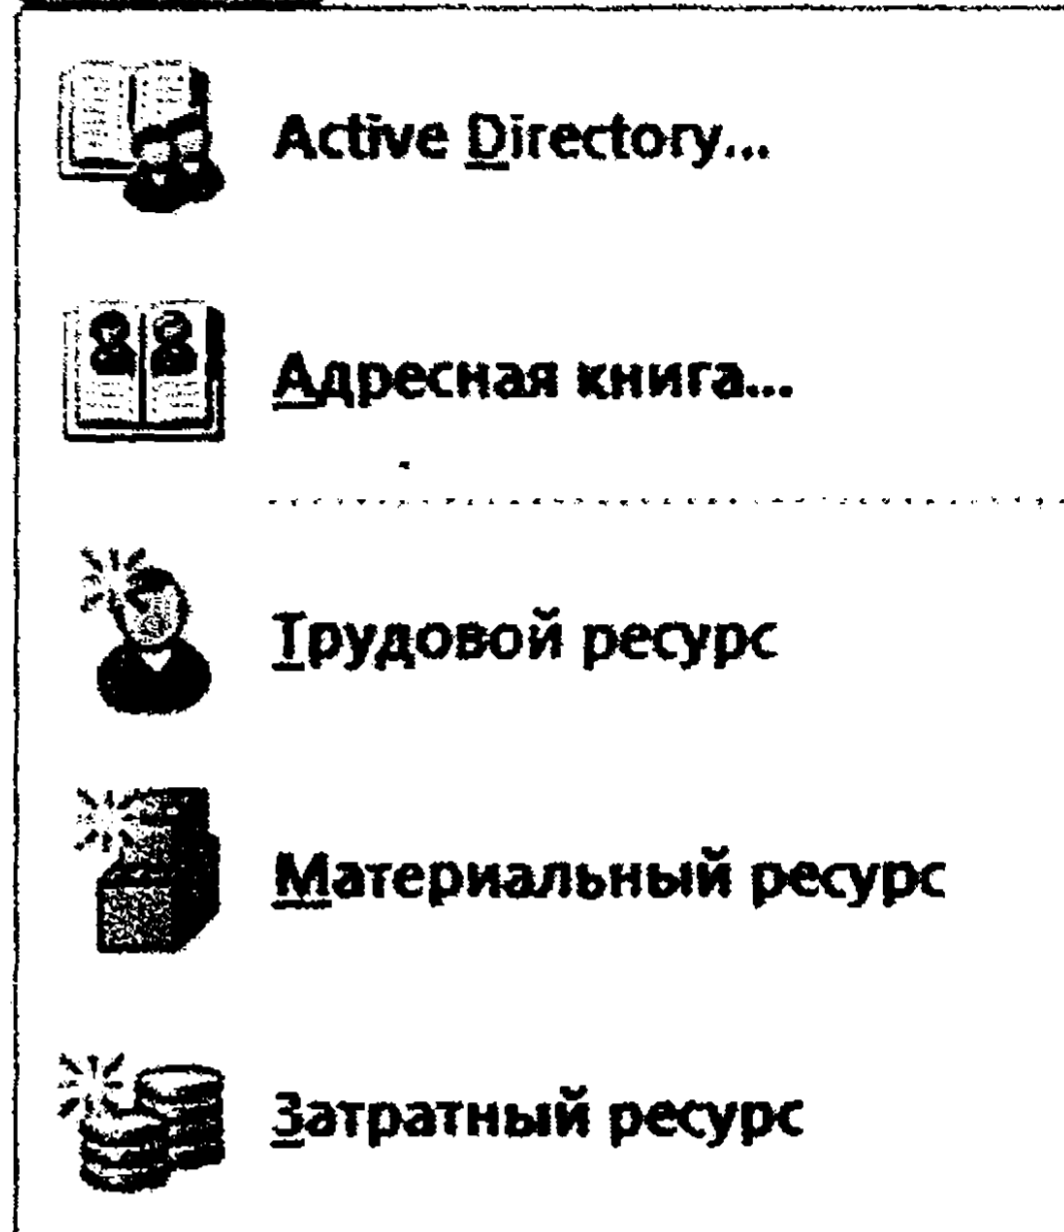 Active Directory...
Адресная книга...
Трудовой ресурс
Материальный ресурс
Затратный ресурс